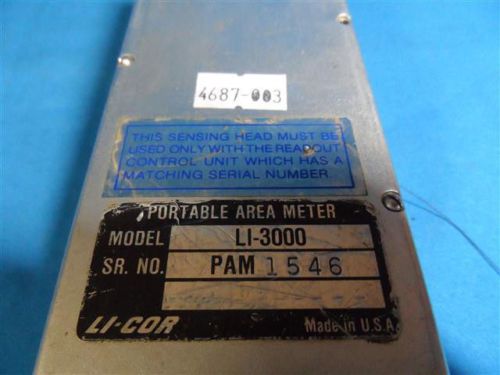 4687-003
THIS SENSING HEAD MUST BE
USED ONLY WITH THE READOUT
CONTROL UNIT WHICH HAS A
MATCHING SERIAL NUMBER
PORTABLE AREA METER
MODEL LI-3000
SR. NO. PAM 1546
LI-COR Made in U.S.A.